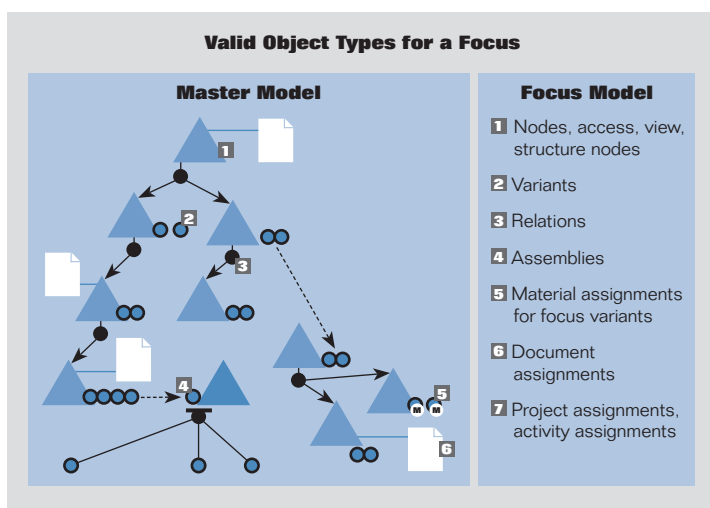 Valid Object Types for a Focus
Master Model
1
2
3
4
5
M M
6
Focus Model
1 Nodes, access, view,
structure nodes
2 Variants
3 Relations
4 Assemblies
5 Material assignments
for focus variants
6 Document
assignments
7 Project assignments,
activity assignments